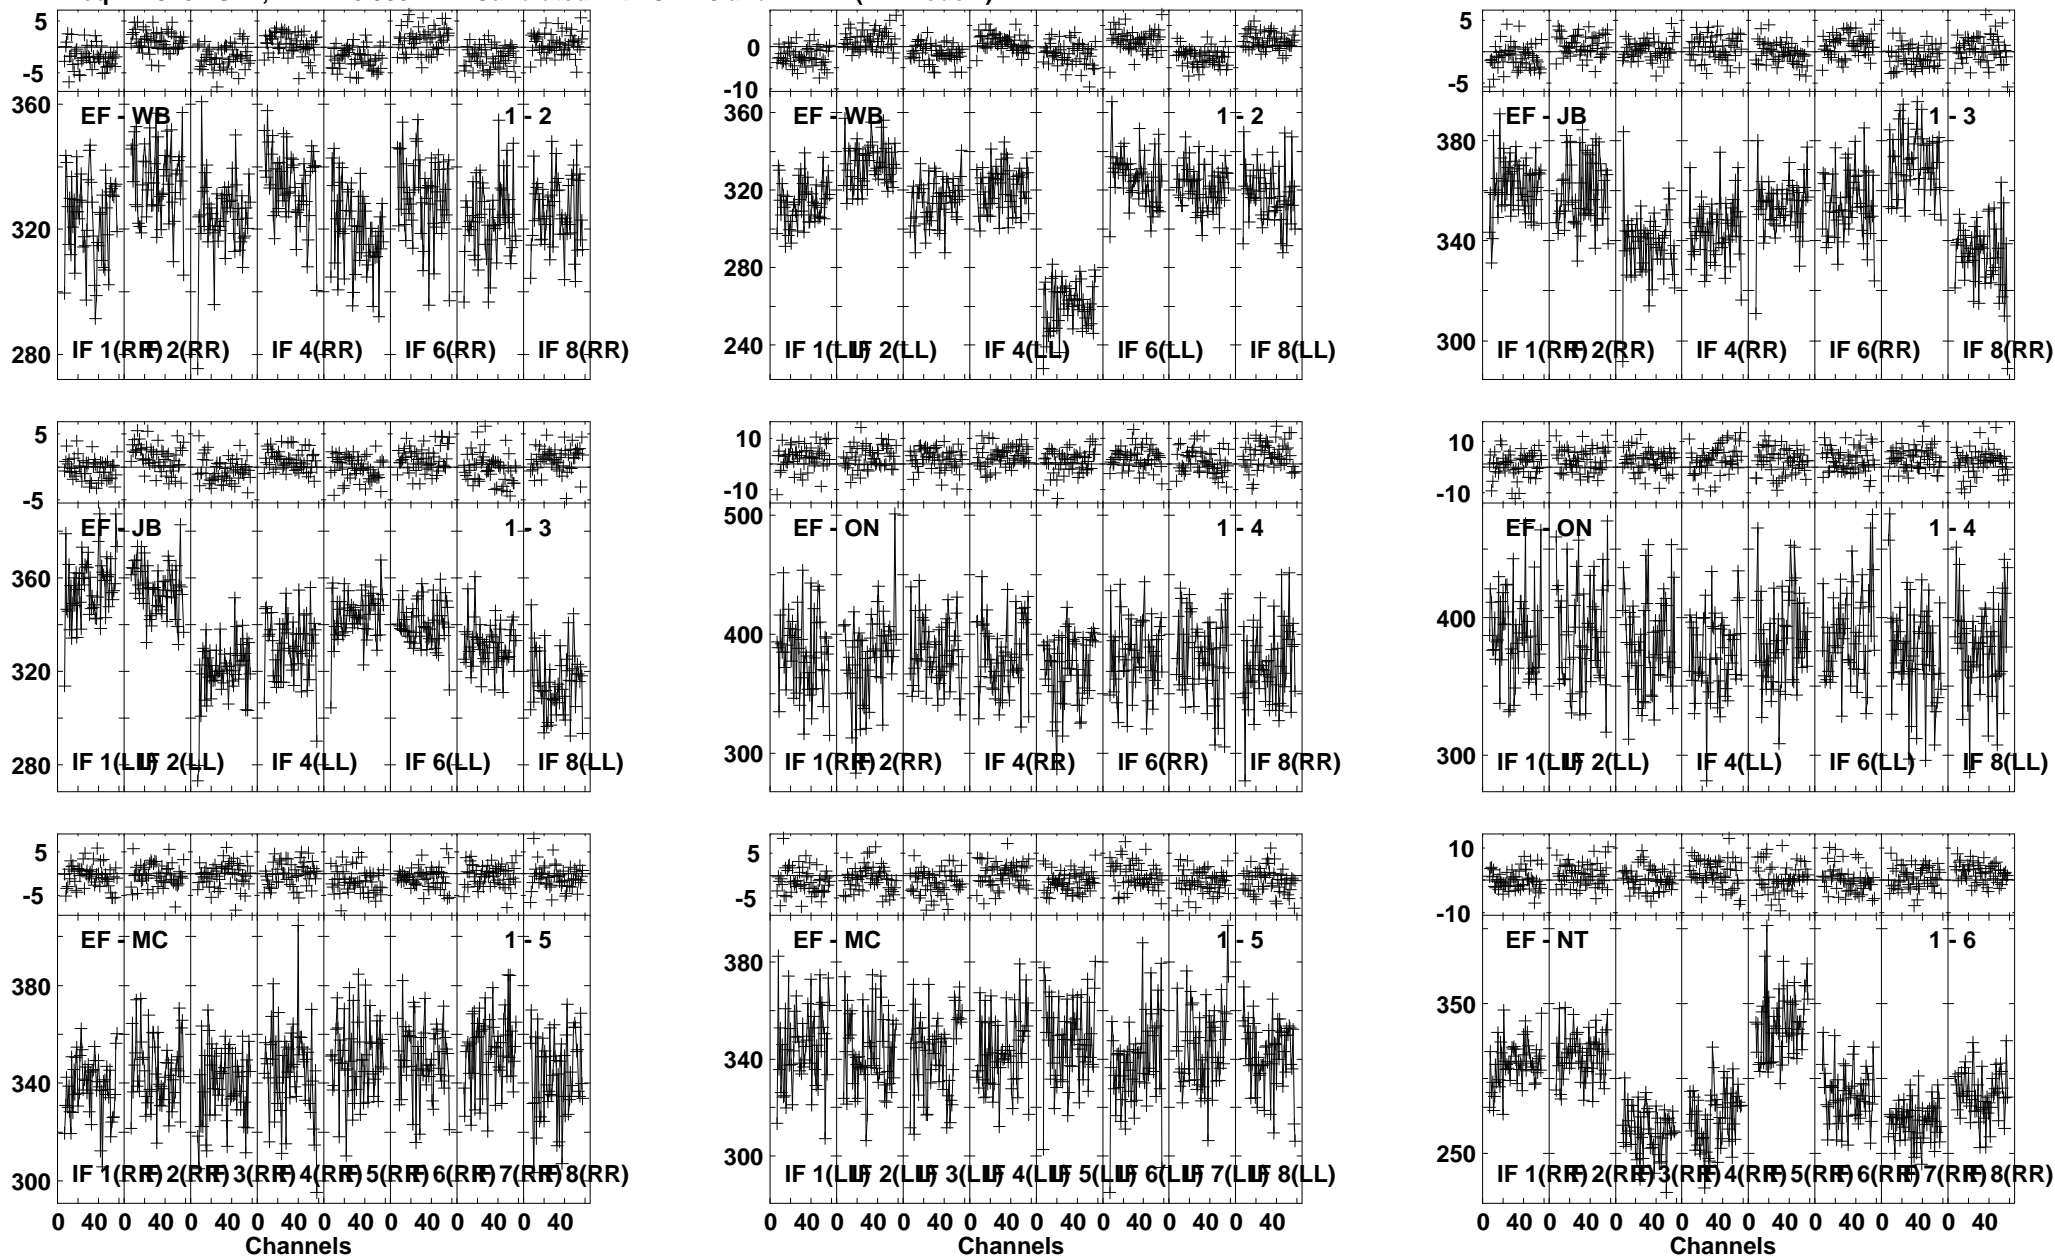 5
-5
360
320
280
EF - WB 1 - 2
IF 1(RR) IF 2(RR) IF 4(RR) IF 6(RR) IF 8(RR)
0
-10
360
320
280
240
EF - WB 1 - 2
IF 1(LL) IF 2(LL) IF 4(LL) IF 6(LL) IF 8(LL)
5
-5
380
340
300
EF - JB 1 - 3
IF 1(RR) IF 2(RR) IF 4(RR) IF 6(RR) IF 8(RR)
5
-5
360
320
280
EF - JB 1 - 3
IF 1(LL) IF 2(LL) IF 4(LL) IF 6(LL) IF 8(LL)
10
-10
500
400
300
EF - ON 1 - 4
IF 1(RR) IF 2(RR) IF 4(RR) IF 6(RR) IF 8(RR)
10
-10
400
300
EF - ON 1 - 4
IF 1(LL) IF 2(LL) IF 4(LL) IF 6(LL) IF 8(LL)
5
-5
380
340
300
EF - MC 1 - 5
IF 1(RR) IF 2(RR) IF 3(RR) IF 4(RR) IF 5(RR) IF 6(RR) IF 7(RR) IF 8(RR)
0 40 0 40 0 40 0 40 0 40 0 40 0 40 0 40
Channels
5
-5
380
340
300
EF - MC 1 - 5
IF 1(LL) IF 2(LL) IF 3(LL) IF 4(LL) IF 5(LL) IF 6(LL) IF 7(LL) IF 8(LL)
0 40 0 40 0 40 0 40 0 40 0 40 0 40 0 40
Channels
10
-10
350
250
EF - NT 1 - 6
IF 1(RR) IF 2(RR) IF 3(RR) IF 4(RR) IF 5(RR) IF 6(RR) IF 7(RR) IF 8(RR)
0 40 0 40 0 40 0 40 0 40 0 40 0 40 0 40
Channels